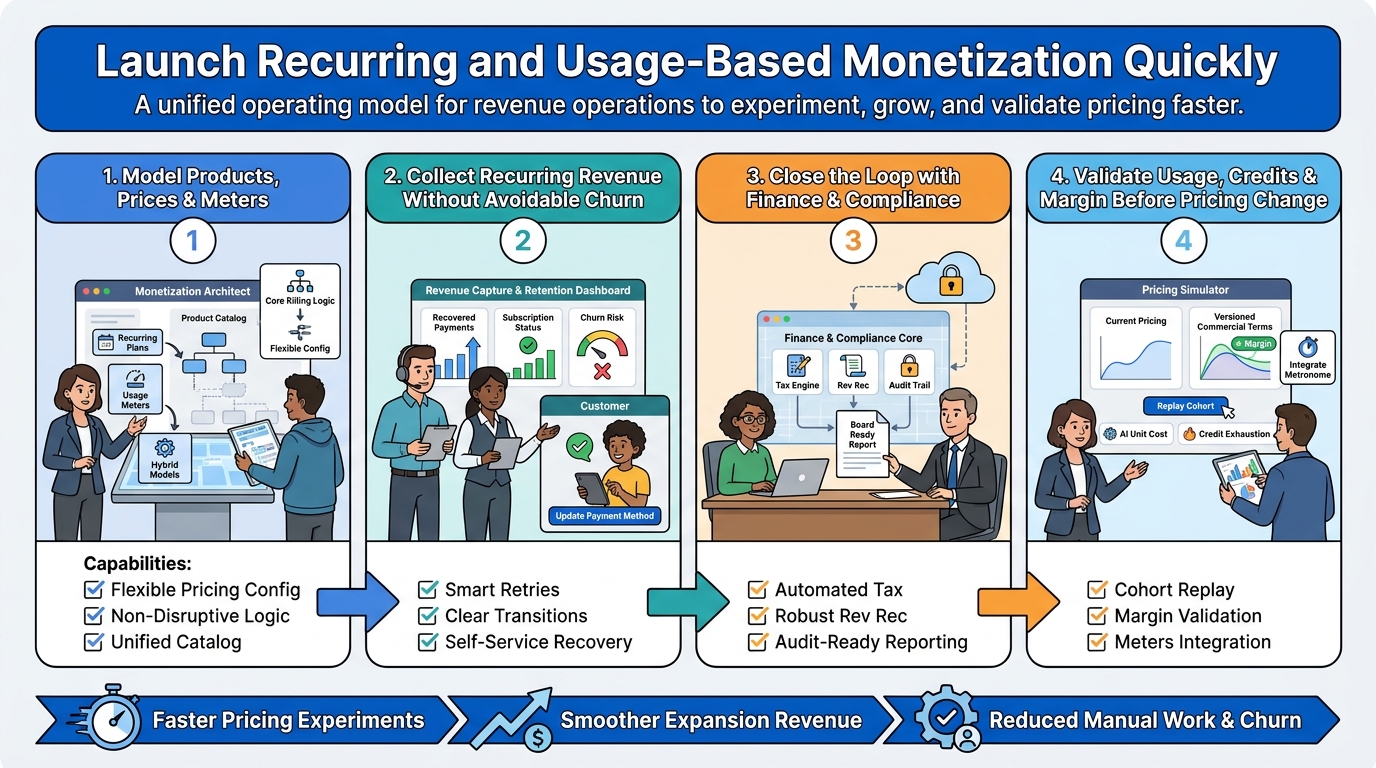 Launch Recurring and Usage-Based Monetization Quickly
A unified operating model for revenue operations to experiment, grow, and validate pricing faster.
1. Model Products,
Prices & Meters
1
Monetization Architect
Product Catalog
Recurring
Plans
Usage
Meters
Hybrid
Models
Core Riiling Logic
Flexible Config
Capabilities:
Flexible Pricing Config
Non-Disruptive Logic
Unified Catalog
2. Collect Recurring Revenue
Without Avoidable Churn
2
Revenue Capture & Retention Dashboard
Recovered
Payments
Subscription
Status
Churn Risk
Customer
Update Payment Method
Smart Retries
Clear Transitions
Self-Service Recovery
3. Close the Loop with
Finance & Compliance
3
Finance & Compliance Core
Tax Engine
Rev Rec
Audit Trail
Board
Ready
Report
Automated Tax
Robust Rev Rec
Audit-Ready Reporting
4. Validate Usage, Credits &
Margin Before Pricing Change
4
Pricing Simulator
Current Pricing
Versioned
Commercial Terms
Margin
Integrate
Metronome
Replay Cohort
AI Unit Cost
Credit Exhaustion
Cohort Replay
Margin Validation
Meters Integration
Faster Pricing Experiments
Smoother Expansion Revenue
Reduced Manual Work & Churn